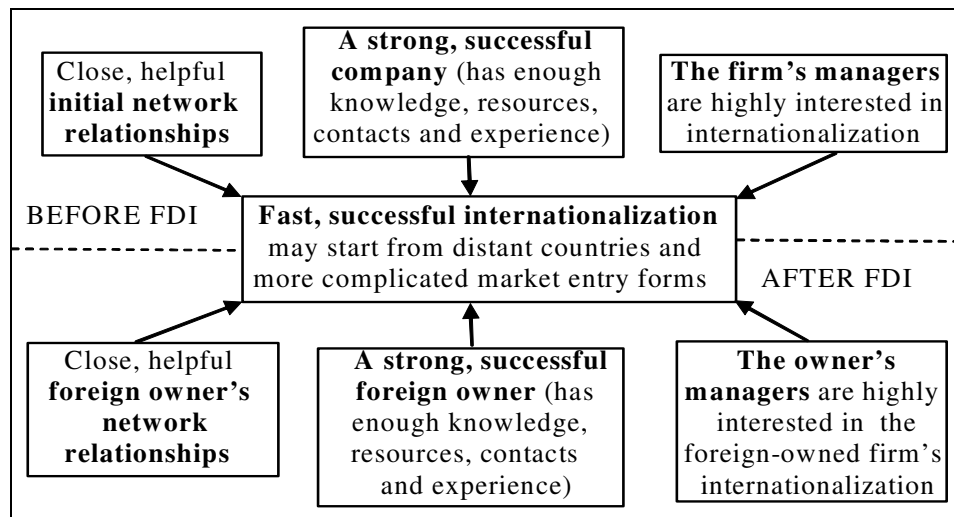 Close, helpful
initial network
relationships
A strong, successful
company (has enough
knowledge, resources,
contacts and experience)
The firm's managers
are highly interested in
internationalization
BEFORE FDI
Fast, successful internationalization
may start from distant countries and
more complicated market entry forms
AFTER FDI
Close, helpful
foreign owner's
network
relationships
A strong, successful
foreign owner (has
enough knowledge,
resources, contacts
and experience)
The owner's
managers are highly
interested in the
foreign-owned firm's
internationalization